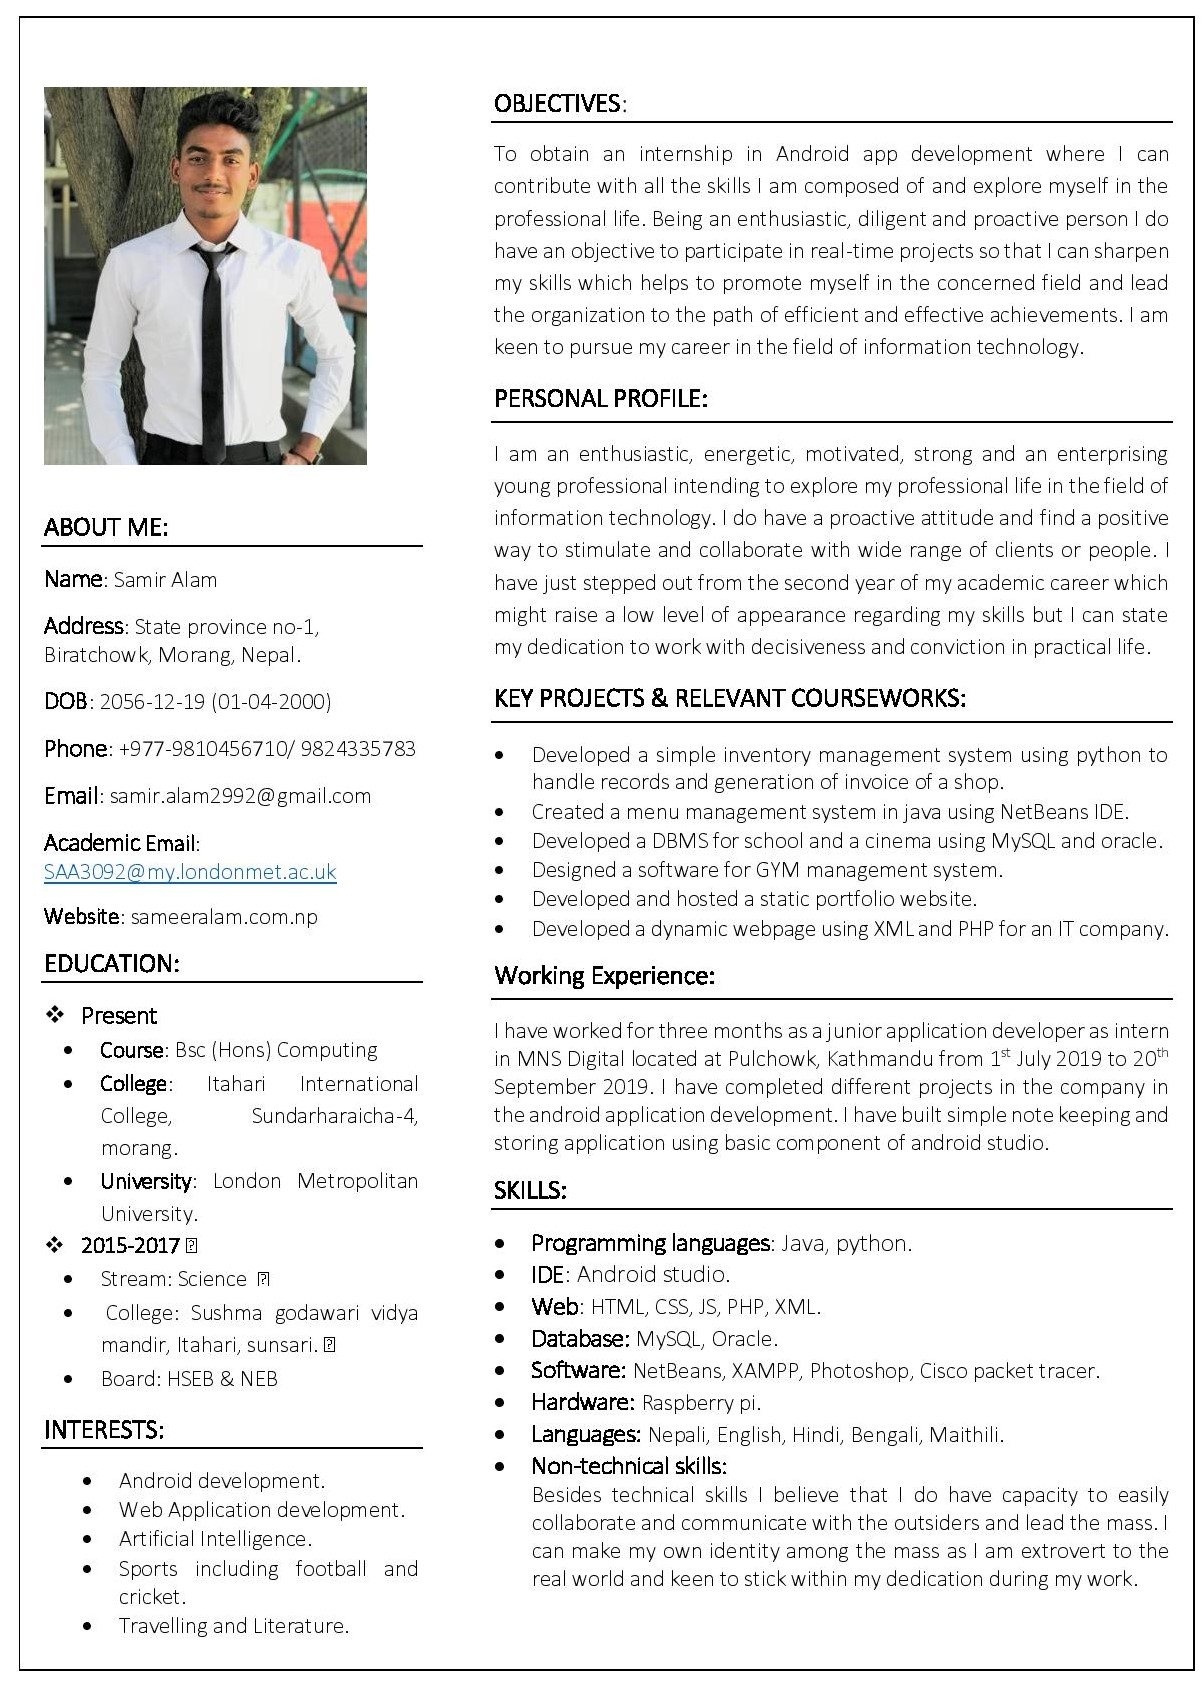 ABOUT ME:
Name: Samir Alam
Address: State province no-1,
Biratchowk, Morang, Nepal.
DOB: 2056-12-19 (01-04-2000)
Phone: +977-9810456710/ 9824335783
Email: samir.alam2992@gmail.com
Academic Email:
SAA3092@my.londonmet.ac.uk
Website: sameeralam.com.np
EDUCATION:
❖ Present
• Course: Bsc (Hons) Computing
• College: Itahari International
College, Sundarharaicha-4,
morang.
• University: London Metropolitan
University.
❖ 2015-2017 ⍰
• Stream: Science ⍰
• College: Sushma godawari vidya
mandir, Itahari, sunsari. ⍰
• Board: HSEB & NEB
INTERESTS:
• Android development.
• Web Application development.
• Artificial Intelligence.
• Sports including football and
cricket.
• Travelling and Literature.
OBJECTIVES:
To obtain an internship in Android app development where I can
contribute with all the skills I am composed of and explore myself in the
professional life. Being an enthusiastic, diligent and proactive person I do
have an objective to participate in real-time projects so that I can sharpen
my skills which helps to promote myself in the concerned field and lead
the organization to the path of efficient and effective achievements. I am
keen to pursue my career in the field of information technology.
PERSONAL PROFILE:
I am an enthusiastic, energetic, motivated, strong and an enterprising
young professional intending to explore my professional life in the field of
information technology. I do have a proactive attitude and find a positive
way to stimulate and collaborate with wide range of clients or people. I
have just stepped out from the second year of my academic career which
might raise a low level of appearance regarding my skills but I can state
my dedication to work with decisiveness and conviction in practical life.
KEY PROJECTS & RELEVANT COURSEWORKS:
• Developed a simple inventory management system using python to
handle records and generation of invoice of a shop.
• Created a menu management system in java using NetBeans IDE.
• Developed a DBMS for school and a cinema using MySQL and oracle.
• Designed a software for GYM management system.
• Developed and hosted a static portfolio website.
• Developed a dynamic webpage using XML and PHP for an IT company.
Working Experience:
I have worked for three months as a junior application developer as intern
in MNS Digital located at Pulchowk, Kathmandu from 1st July 2019 to 20th
September 2019. I have completed different projects in the company in
the android application development. I have built simple note keeping and
storing application using basic component of android studio.
SKILLS:
• Programming languages: Java, python.
• IDE: Android studio.
• Web: HTML, CSS, JS, PHP, XML.
• Database: MySQL, Oracle.
• Software: NetBeans, XAMPP, Photoshop, Cisco packet tracer.
• Hardware: Raspberry pi.
• Languages: Nepali, English, Hindi, Bengali, Maithili.
• Non-technical skills:
Besides technical skills I believe that I do have capacity to easily
collaborate and communicate with the outsiders and lead the mass. I
can make my own identity among the mass as I am extrovert to the
real world and keen to stick within my dedication during my work.